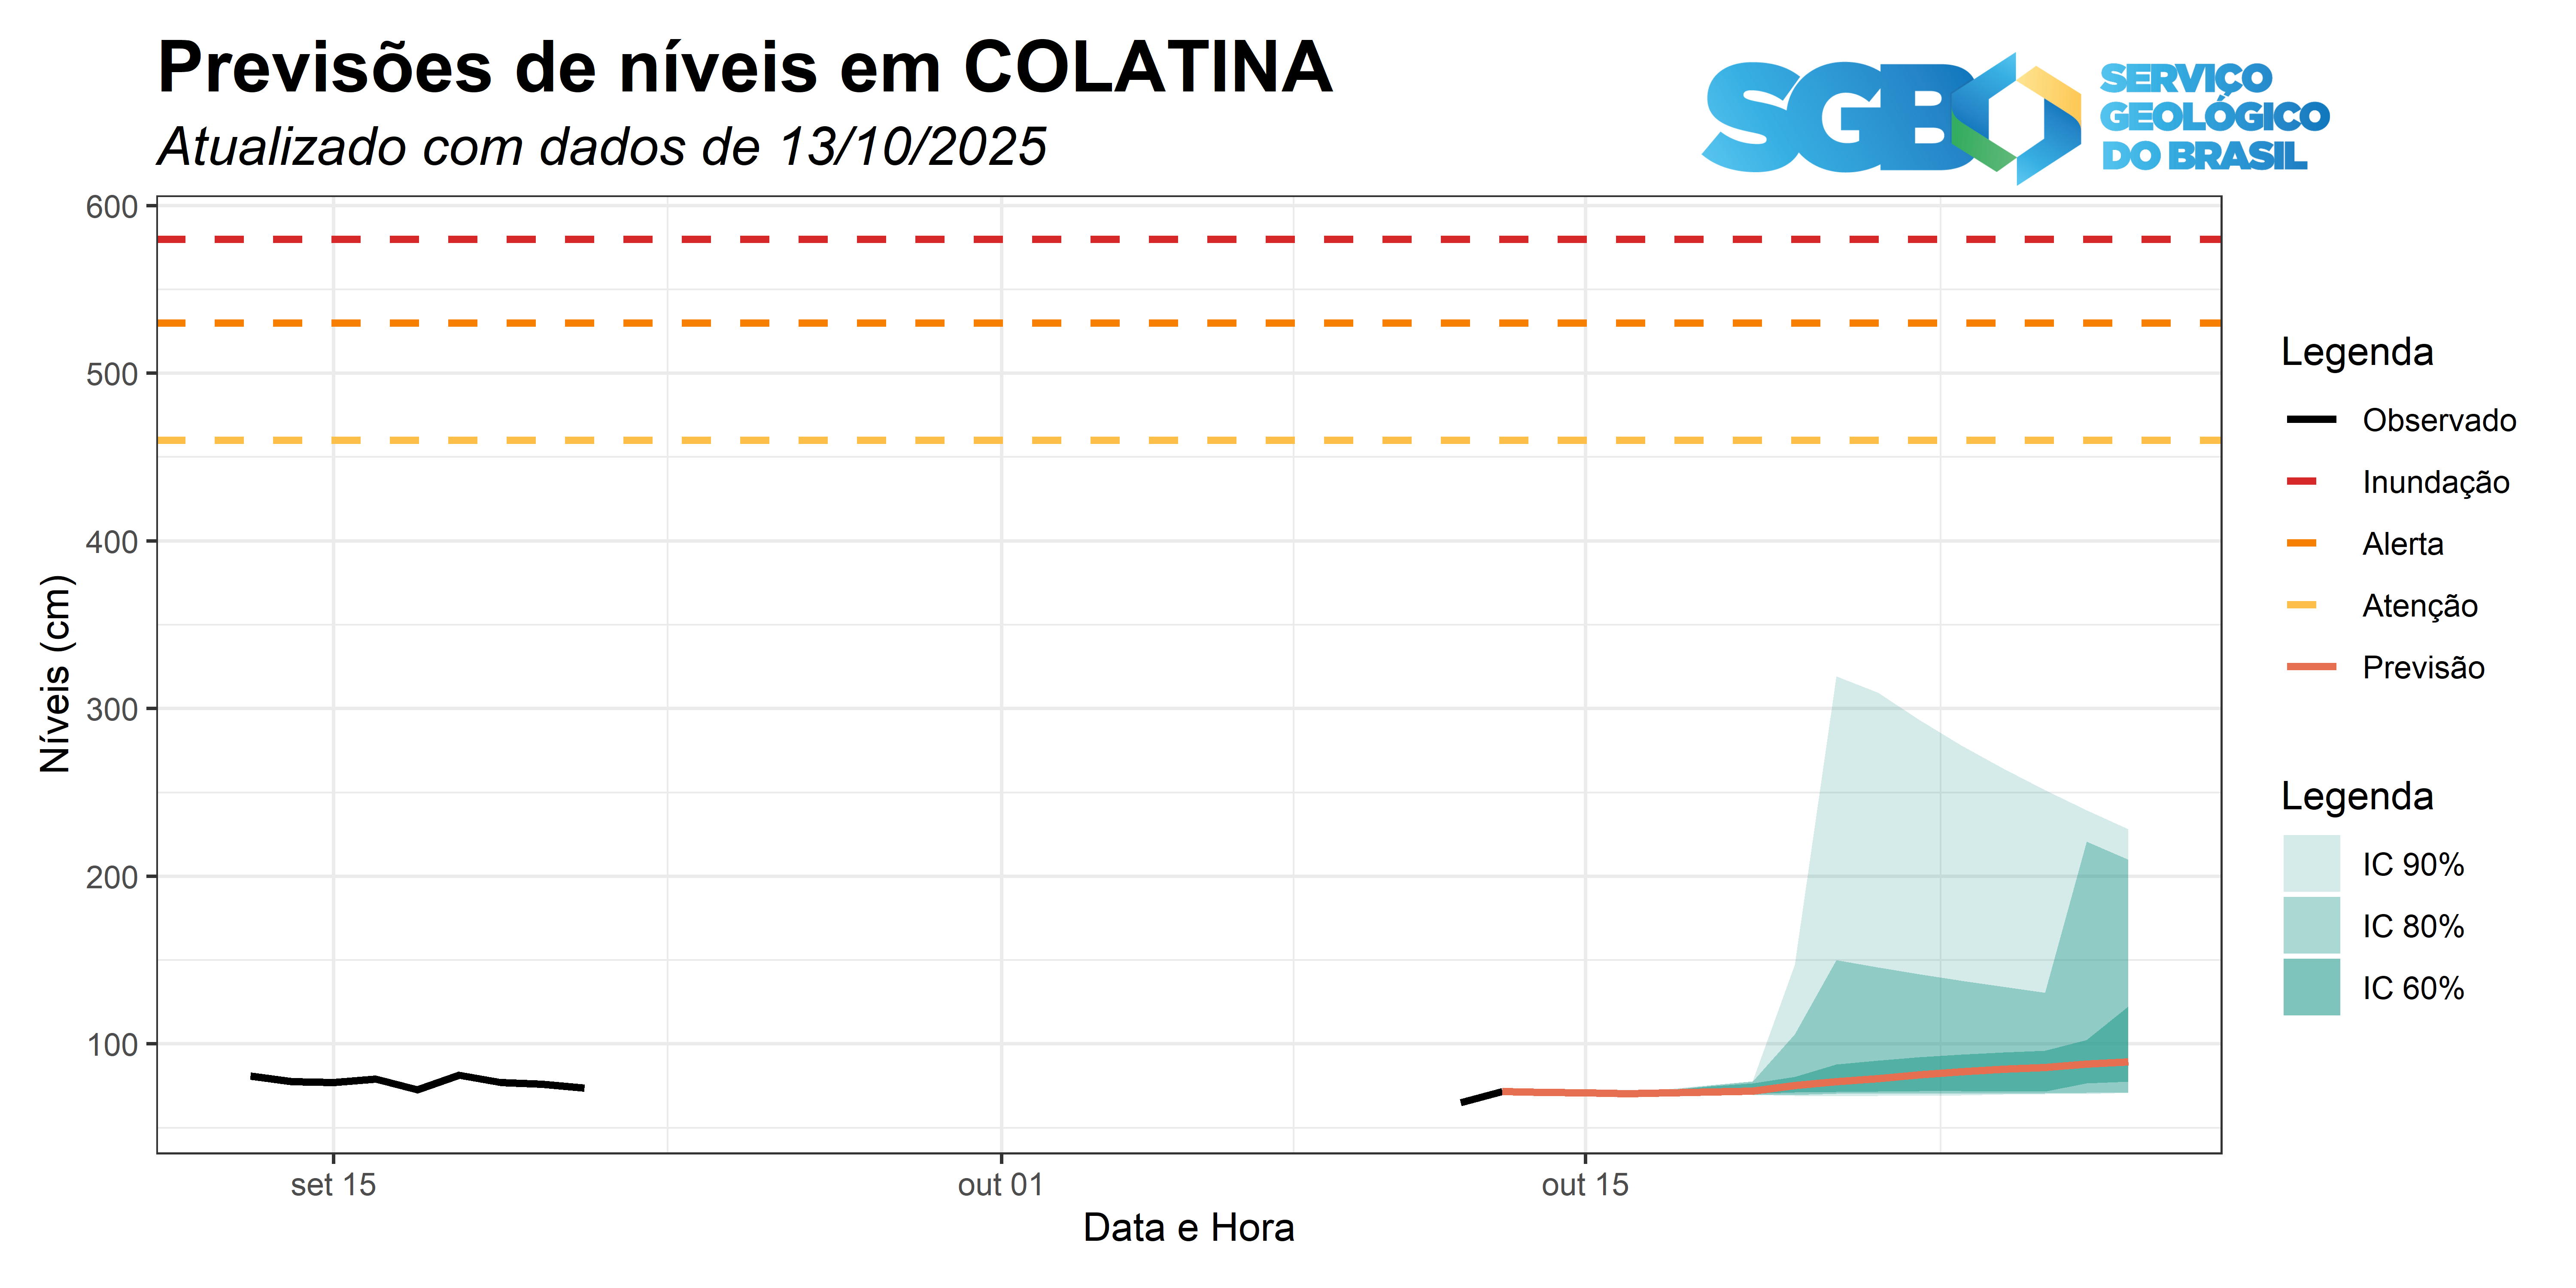 Previsões de níveis em COLATINA
Atualizado com dados de 13/10/2025
SGB
SERVIÇO
GEOLÓGICO
DO BRASIL
600
500
400
300
200
100
Níveis (cm)
set 15
out 01
out 15
Data e Hora
Legenda
Observado
Inundação
Alerta
Atenção
Previsão
Legenda
IC 90%
IC 80%
IC 60%